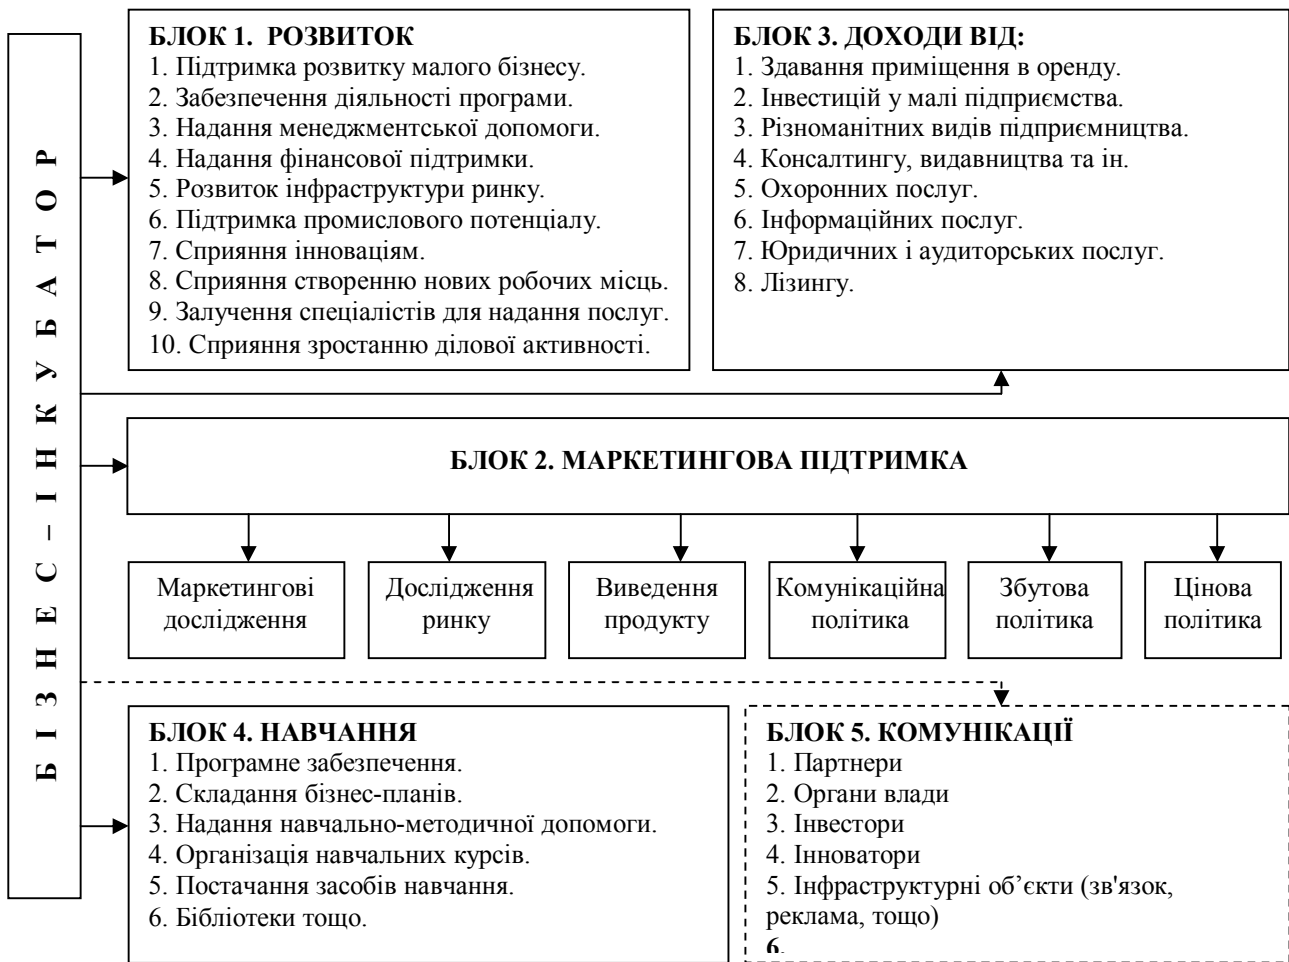 БІЗНЕС–ІНКУБАТОР
БЛОК 1. РОЗВИТОК
1. Підтримка розвитку малого бізнесу.
2. Забезпечення діяльності програми.
3. Надання менеджментської допомоги.
4. Надання фінансової підтримки.
5. Розвиток інфраструктури ринку.
6. Підтримка промислового потенціалу.
7. Сприяння інноваціям.
8. Сприяння створенню нових робочих місць.
9. Залучення спеціалістів для надання послуг.
10. Сприяння зростанню ділової активності.
БЛОК 3. ДОХОДИ ВІД:
1. Здавання приміщення в оренду.
2. Інвестицій у малі підприємства.
3. Різноманітних видів підприємництва.
4. Консалтингу, видавництва та ін.
5. Охоронних послуг.
6. Інформаційних послуг.
7. Юридичних і аудиторських послуг.
8. Лізингу.
БЛОК 2. МАРКЕТИНГОВА ПІДТРИМКА
Маркетингові
дослідження
Дослідження
ринку
Виведення
продукту
Комунікаційна
політика
Збутова
політика
Цінова
політика
БЛОК 4. НАВЧАННЯ
1. Програмне забезпечення.
2. Складання бізнес-планів.
3. Надання навчально-методичної допомоги.
4. Організація навчальних курсів.
5. Постачання засобів навчання.
6. Бібліотеки тощо.
БЛОК 5. КОМУНІКАЦІЇ
1. Партнери
2. Органи влади
3. Інвестори
4. Інноватори
5. Інфраструктурні об’єкти (зв'язок,
реклама, тощо)
6.